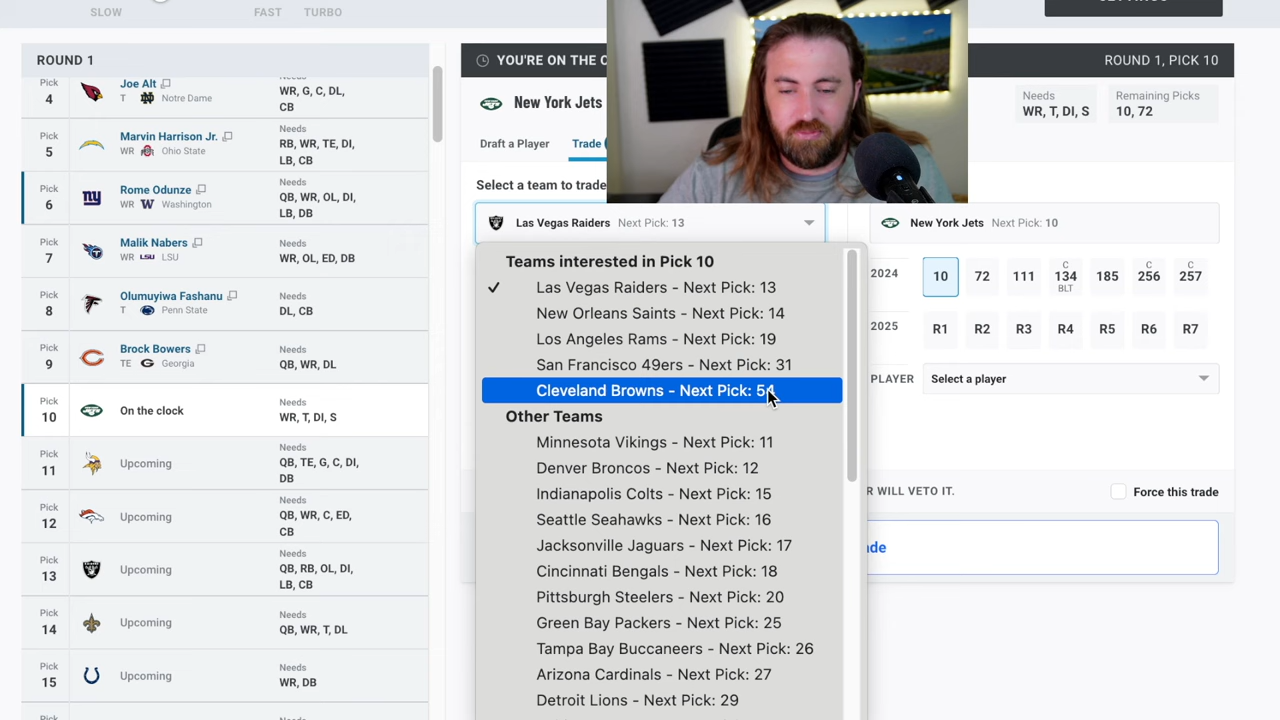 SLOW
FAST
TURBO
ROUND 1
Pick
4
Joe Alt
T
Notre Dame
WR, G, C, DL,
CB
Pick
5
Marvin Harrison Jr.
WR
Ohio State
Needs
RB, WR, TE, DI,
LB, CB
Pick
6
Rome Odunze
WR
Washington
Needs
QB, WR, OL, DI,
LB, DB
Pick
7
Malik Nabers
WR
LSU
LSU
Needs
WR, OL, ED, DB
Pick
8
Olumuyiwa Fashanu
T
Penn State
Needs
DL, CB
Pick
9
Brock Bowers
TE
Georgia
Needs
QB, WR, DL
Pick
10
On the clock
Needs
WR, T, DI, S
Pick
11
Upcoming
Needs
QB, TE, G, C, DI,
DB
Pick
12
Upcoming
Needs
QB, WR, C, ED,
CB
Pick
13
Upcoming
Needs
QB, RB, OL, DI,
LB, CB
Pick
14
Upcoming
Needs
QB, WR, T, DL
Pick
15
Upcoming
Needs
WR, DB
YOU'RE ON THE
ROUND 1, PICK 10
New York Jets
Needs
WR, T, DI, S
Remaining Picks
10, 72
Draft a Player
Trade
Select a team to trade
Las Vegas Raiders Next Pick: 13
Teams interested in Pick 10
✓ Las Vegas Raiders - Next Pick: 13
New Orleans Saints - Next Pick: 14
Los Angeles Rams - Next Pick: 19
San Francisco 49ers - Next Pick: 31
Cleveland Browns - Next Pick: 54
Other Teams
Minnesota Vikings - Next Pick: 11
Denver Broncos - Next Pick: 12
Indianapolis Colts - Next Pick: 15
Seattle Seahawks - Next Pick: 16
Jacksonville Jaguars - Next Pick: 17
Cincinnati Bengals - Next Pick: 18
Pittsburgh Steelers - Next Pick: 20
Green Bay Packers - Next Pick: 25
Tampa Bay Buccaneers - Next Pick: 26
Arizona Cardinals - Next Pick: 27
Detroit Lions - Next Pick: 29
New York Jets Next Pick: 10
2024
10
72
111
C
134
BLT
185
C
256
C
257
2025
R1
R2
R3
R4
R5
R6
R7
PLAYER
Select a player
WILL VETO IT.
Force this trade